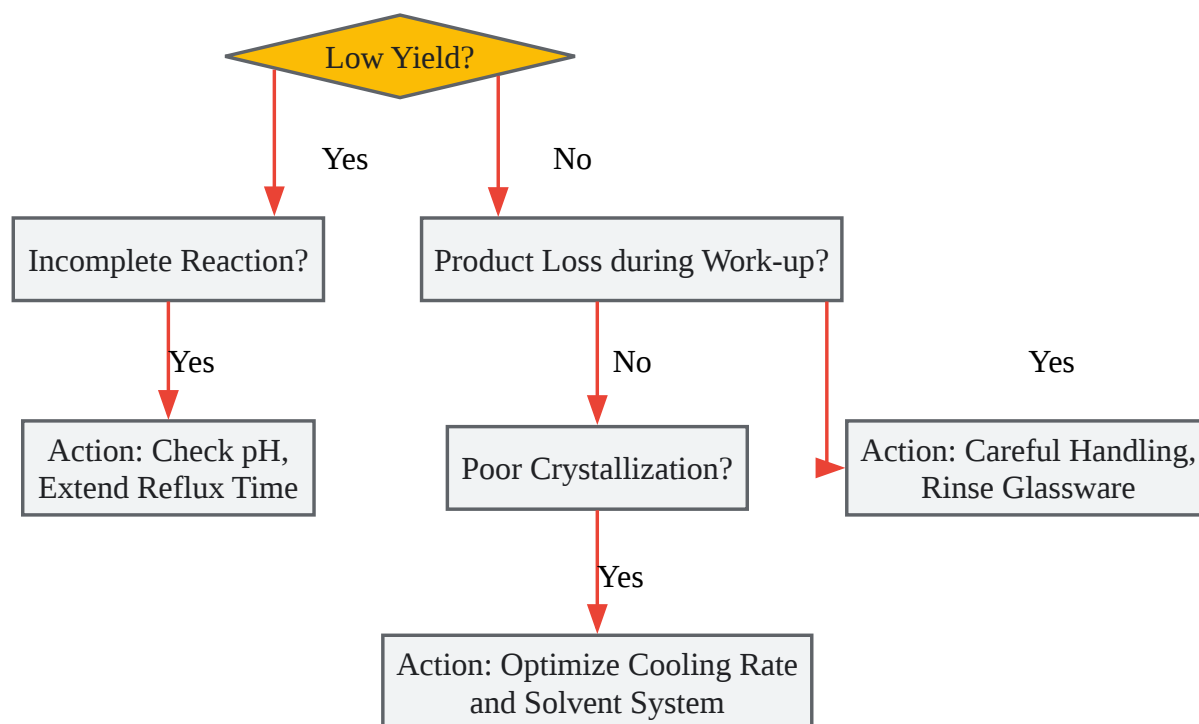 Low Yield?
Yes
No
Incomplete Reaction?
Product Loss during Work-up?
Yes
No
Yes
Action: Check pH,
Extend Reflux Time
Poor Crystallization?
Action: Careful Handling,
Rinse Glassware
Yes
Action: Optimize Cooling Rate
and Solvent System